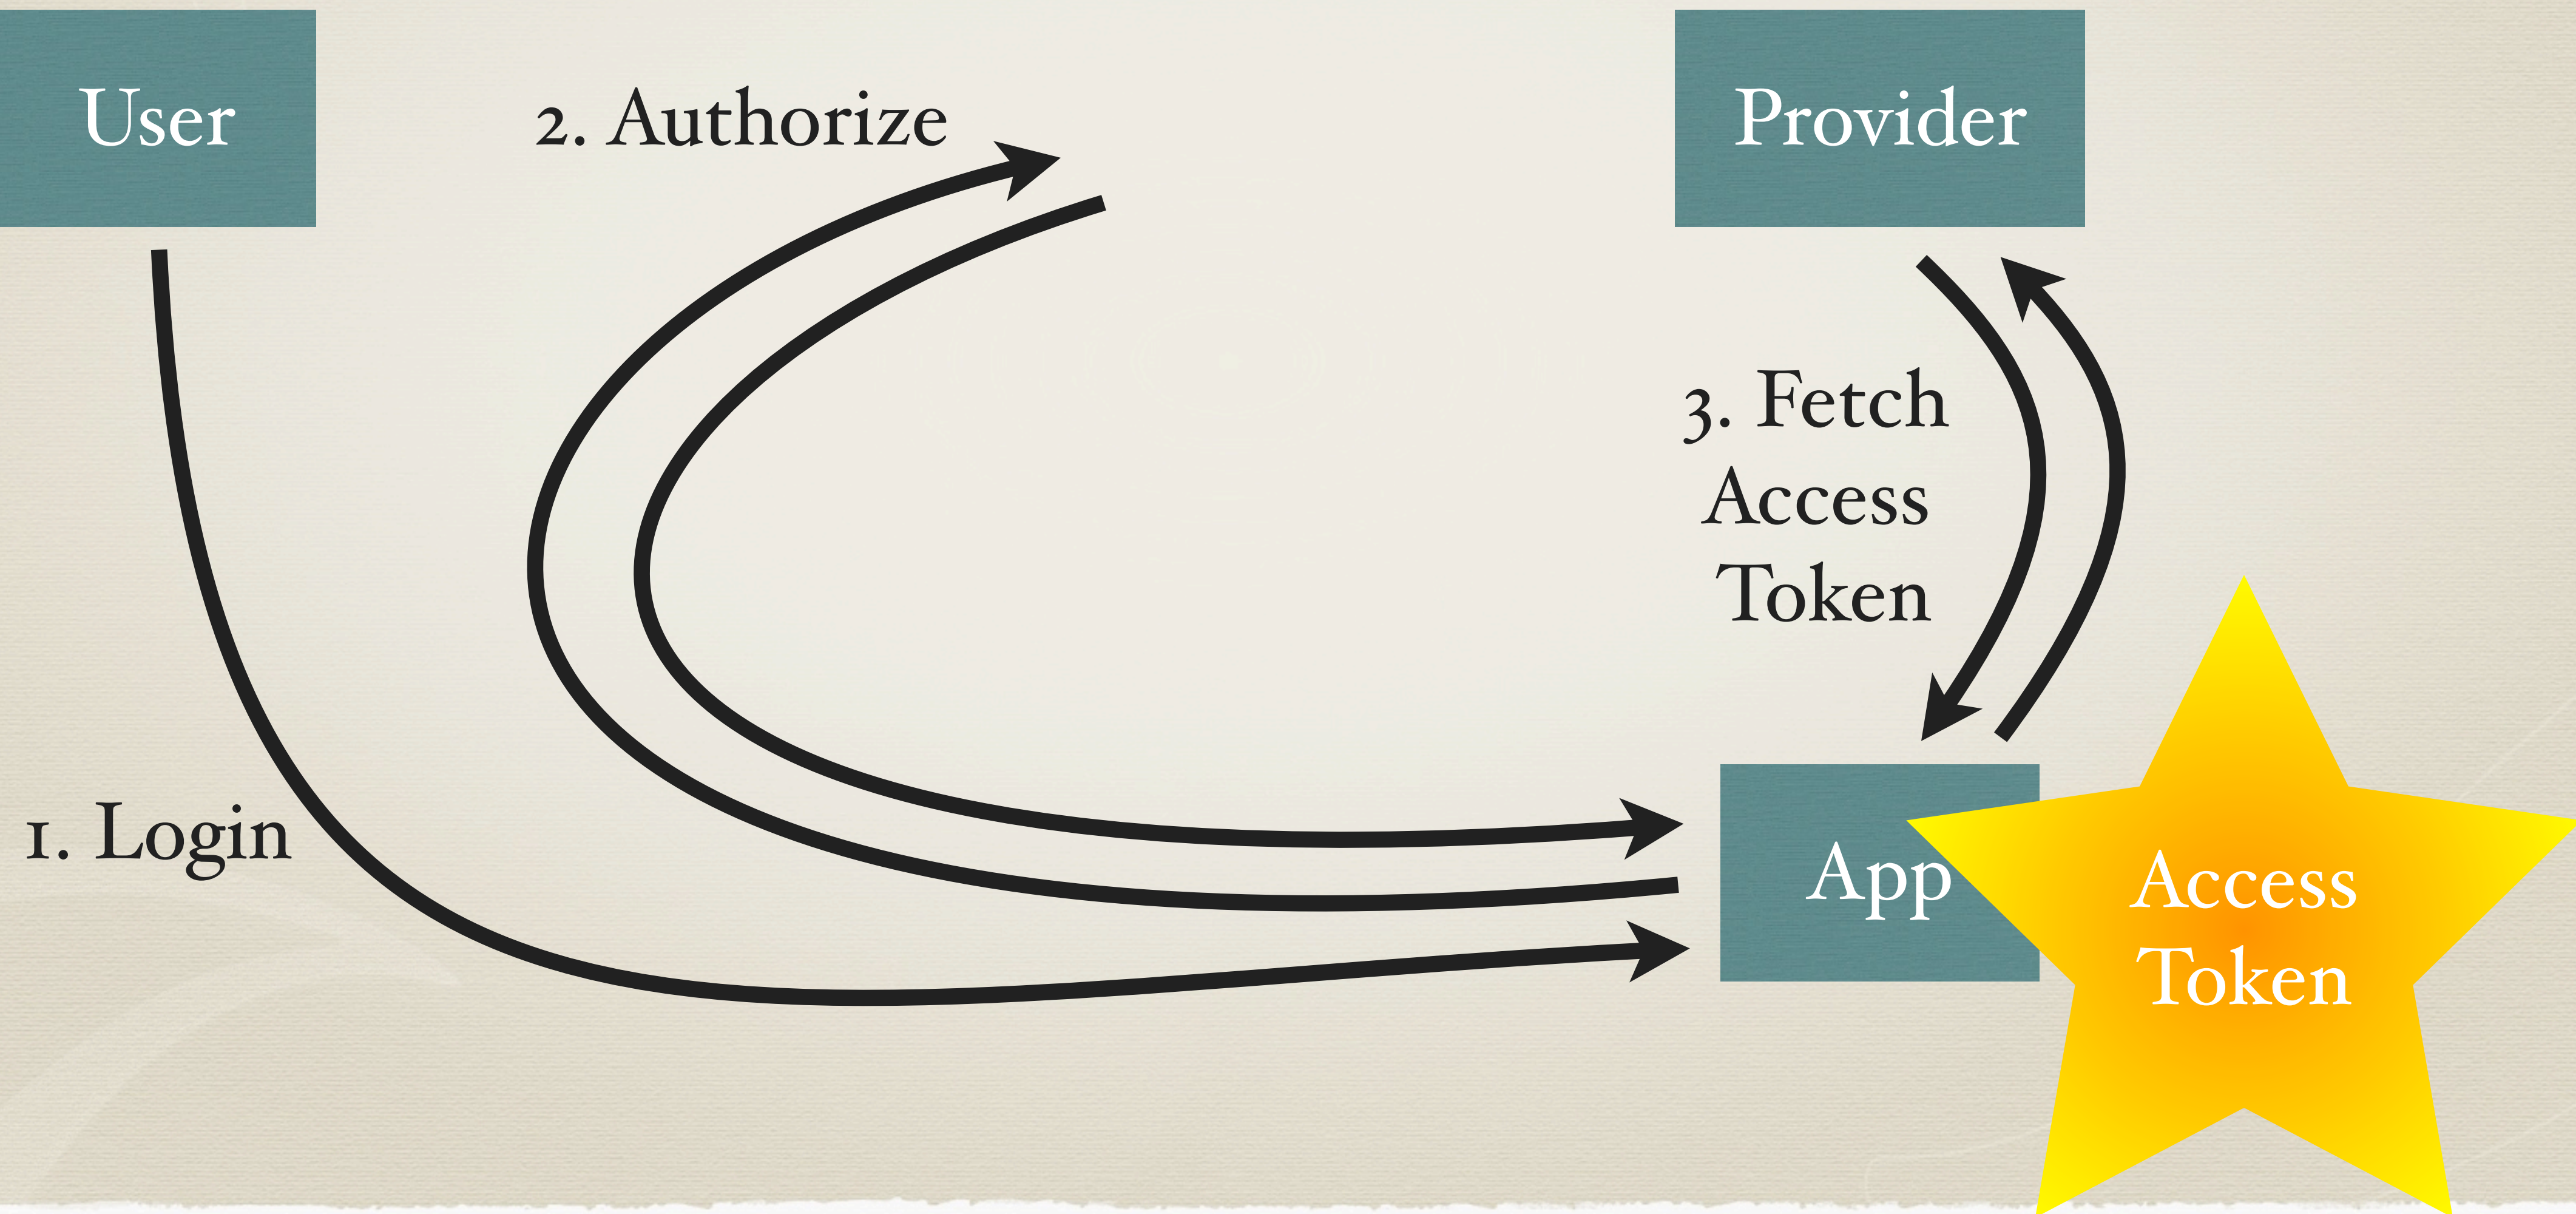 User
2. Authorize
Provider
3. Fetch
Access
Token
1. Login
App
Access
Token